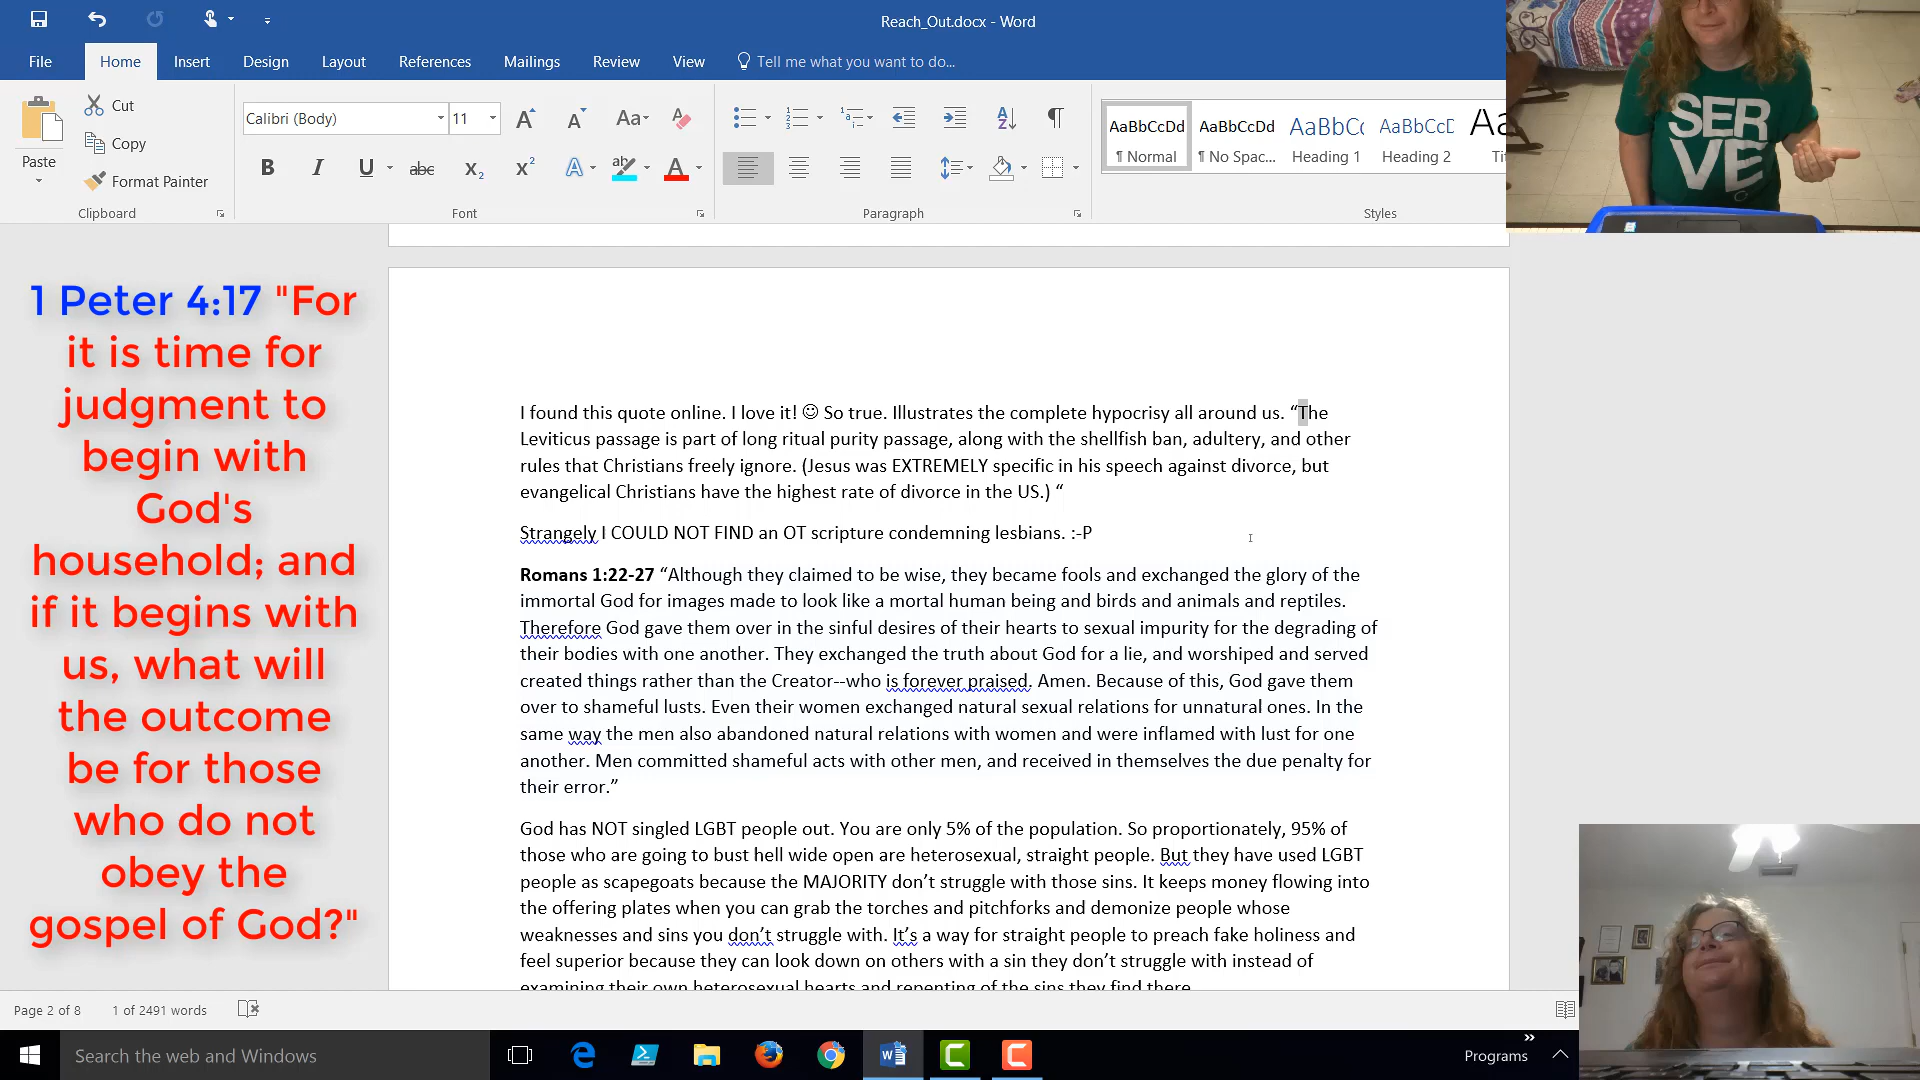 Reach_Out.docx - Word
File Home Insert Design Layout References Mailings Review View Tell me what you want to do...
Cut
Copy
Paste
Format Painter
Clipboard
Calibri (Body) 11
Font
Paragraph
AaBbCcDd AaBbCcDd AaBbCc AaBbCcD Aa
¶ Normal ¶ No Spac... Heading 1 Heading 2 Ti
Styles
SER
VE
1 Peter 4:17 "For
it is time for
judgment to
begin with
God's
household; and
if it begins with
us, what will
the outcome
be for those
who do not
obey the
gospel of God?"
I found this quote online. I love it! ☺ So true. Illustrates the complete hypocrisy all around us. “The
Leviticus passage is part of long ritual purity passage, along with the shellfish ban, adultery, and other
rules that Christians freely ignore. (Jesus was EXTREMELY specific in his speech against divorce, but
evangelical Christians have the highest rate of divorce in the US.) “
Strangely I COULD NOT FIND an OT scripture condemning lesbians. :-P
Romans 1:22-27 “Although they claimed to be wise, they became fools and exchanged the glory of the
immortal God for images made to look like a mortal human being and birds and animals and reptiles.
Therefore God gave them over in the sinful desires of their hearts to sexual impurity for the degrading of
their bodies with one another. They exchanged the truth about God for a lie, and worshiped and served
created things rather than the Creator--who is forever praised. Amen. Because of this, God gave them
over to shameful lusts. Even their women exchanged natural sexual relations for unnatural ones. In the
same way the men also abandoned natural relations with women and were inflamed with lust for one
another. Men committed shameful acts with other men, and received in themselves the due penalty for
their error.”
God has NOT singled LGBT people out. You are only 5% of the population. So proportionately, 95% of
those who are going to bust hell wide open are heterosexual, straight people. But they have used LGBT
people as scapegoats because the MAJORITY don’t struggle with those sins. It keeps money flowing into
the offering plates when you can grab the torches and pitchforks and demonize people whose
weaknesses and sins you don’t struggle with. It’s a way for straight people to preach fake holiness and
feel superior because they can look down on others with a sin they don’t struggle with instead of
examining their own heterosexual hearts and repenting of the sins they find there.
Page 2 of 8 1 of 2491 words
Search the web and Windows
Programs